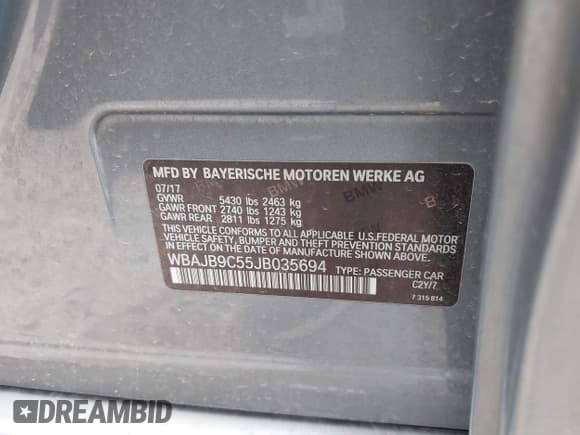 MFD BY BAYERISCHE MOTOREN WERKE AG
07/17
GVWR 5430 lbs 2463 kg
GAWR FRONT 2740 lbs 1243 kg
GAWR REAR 2811 lbs 1275 kg
THIS VEHICLE CONFORMS TO ALL APPLICABLE U.S.FEDERAL MOTOR
VEHICLE SAFETY, BUMPER AND THEFT PREVENTION STANDARDS
IN EFFECT ON THE DATE OF MANUFACTURE SHOWN ABOVE.
WBAJB9C55JB035694 TYPE: PASSENGER CAR
C2Y/7
7 315 814
DREAMBID